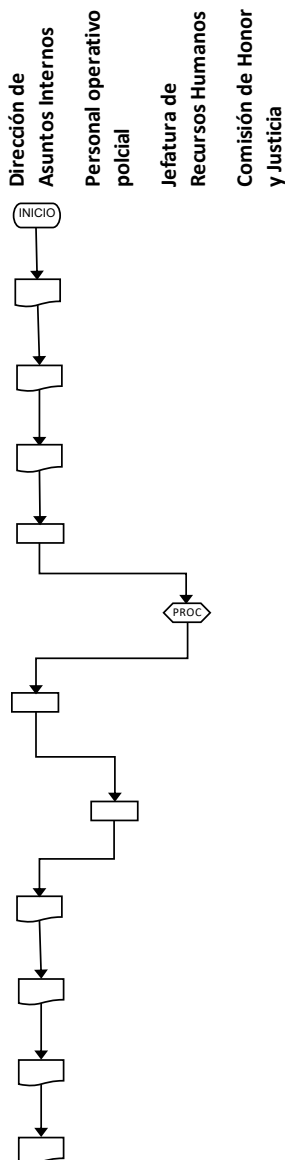 Dirección de
Asuntos Internos
Personal operativo
polcial
Jefatura de
Recursos Humanos
Comisión de Honor
y Justicia
INICIO
PROC